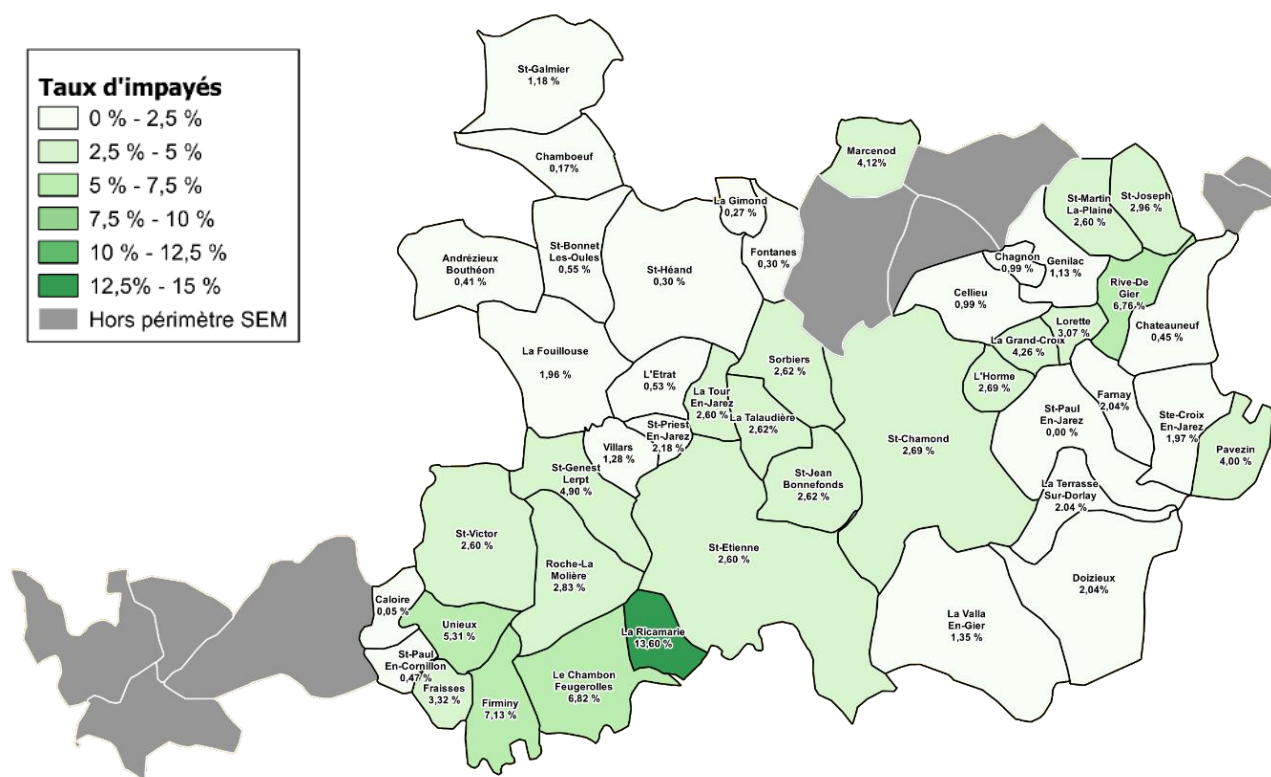 Taux d'impayés
0 % - 2,5 %
2,5 % - 5 %
5 % - 7,5 %
7,5 % - 10 %
10 % - 12,5 %
12,5% - 15 %
Hors périmètre SEM
St-Galmier
1,18 %
Chamboeuf
0,17%
La Gimond
0,27 %
Marcenod
4,12%
St-Martin
La-Plaine
2,60 %
St-Joseph
2,96 %
Andrézieux
Bouthéon
0,41 %
St-Bonnet
Les-Oules
0,55 %
St-Héand
0,30 %
Fontanes
0,30 %
Chagnon
0,99 %
Genilac
1,13 %
Cellieu
0,99 %
Rive-De
Gier
6,76 %
Chateauneuf
0,45 %
Lorette
3,07 %
La Grand-Croix
4,26 %
La Fouillouse
1,96 %
L'Etrat
0,53 %
Sorbiers
2,62 %
L'Horme
2,69 %
La Tour
En-Jarez
2,60 %
La Talaudière
2,62%
St-Paul
En-Jarez
0,00 %
Farnay
2,04%
Ste-Croix
En-Jarez
1,97 %
Pavezin
4,00 %
Villars
1,28 %
St-Priest
En-Jarez
2,18 %
St-Chamond
2,69 %
St-Genest
Lerpt
4,90 %
St-Jean
Bonnefonds
2,62 %
La Terrasse
Sur-Dorlay
2.04 %
St-Victor
2,60 %
St-Etienne
2,60 %
Roche-La
Molière
2,83 %
Doizieux
2,04%
Caloire
0,05 %
Unieux
5,31 %
La Ricamarie
13,60 %
La Valla
En-Gier
1,35 %
St-Paul
En-Cornillon
0,47%
Fraisses
3,32 %
Firminy
7,13 %
Le Chambon
Feugerolles
6,82 %